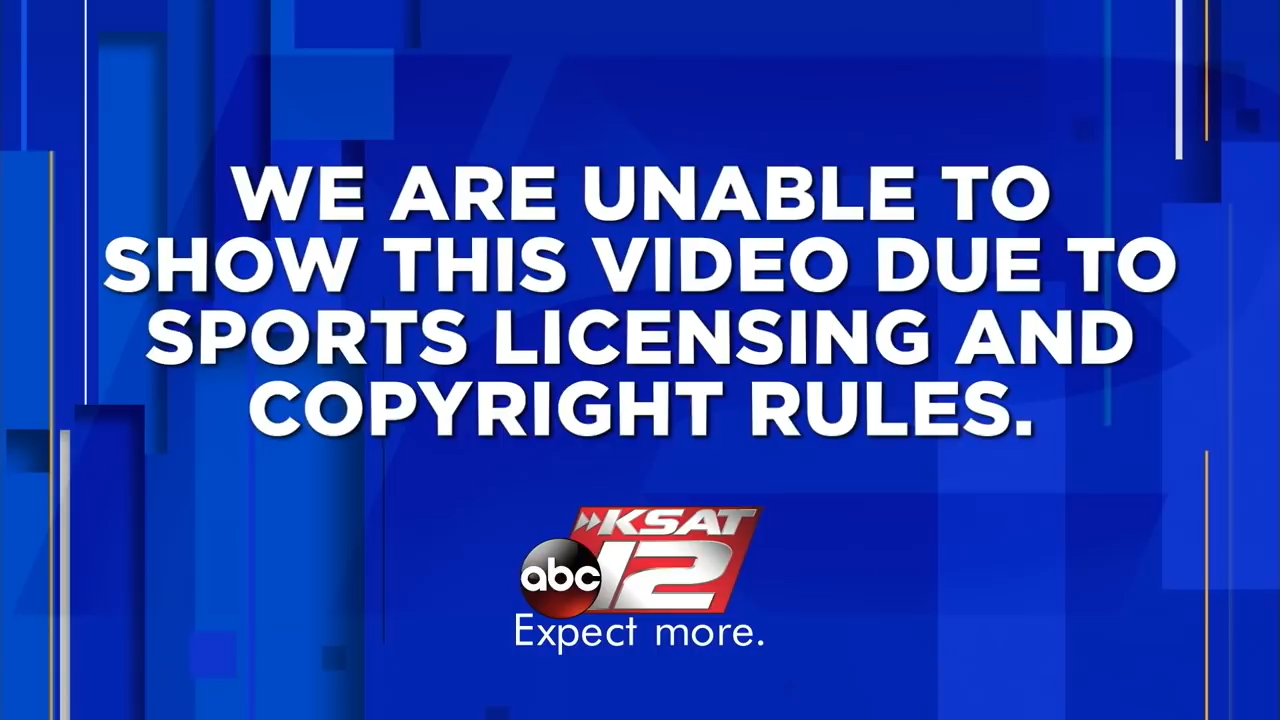 WE ARE UNABLE TO
SHOW THIS VIDEO DUE TO
SPORTS LICENSING AND
COPYRIGHT RULES.
KSAT
abc 12
Expect more.